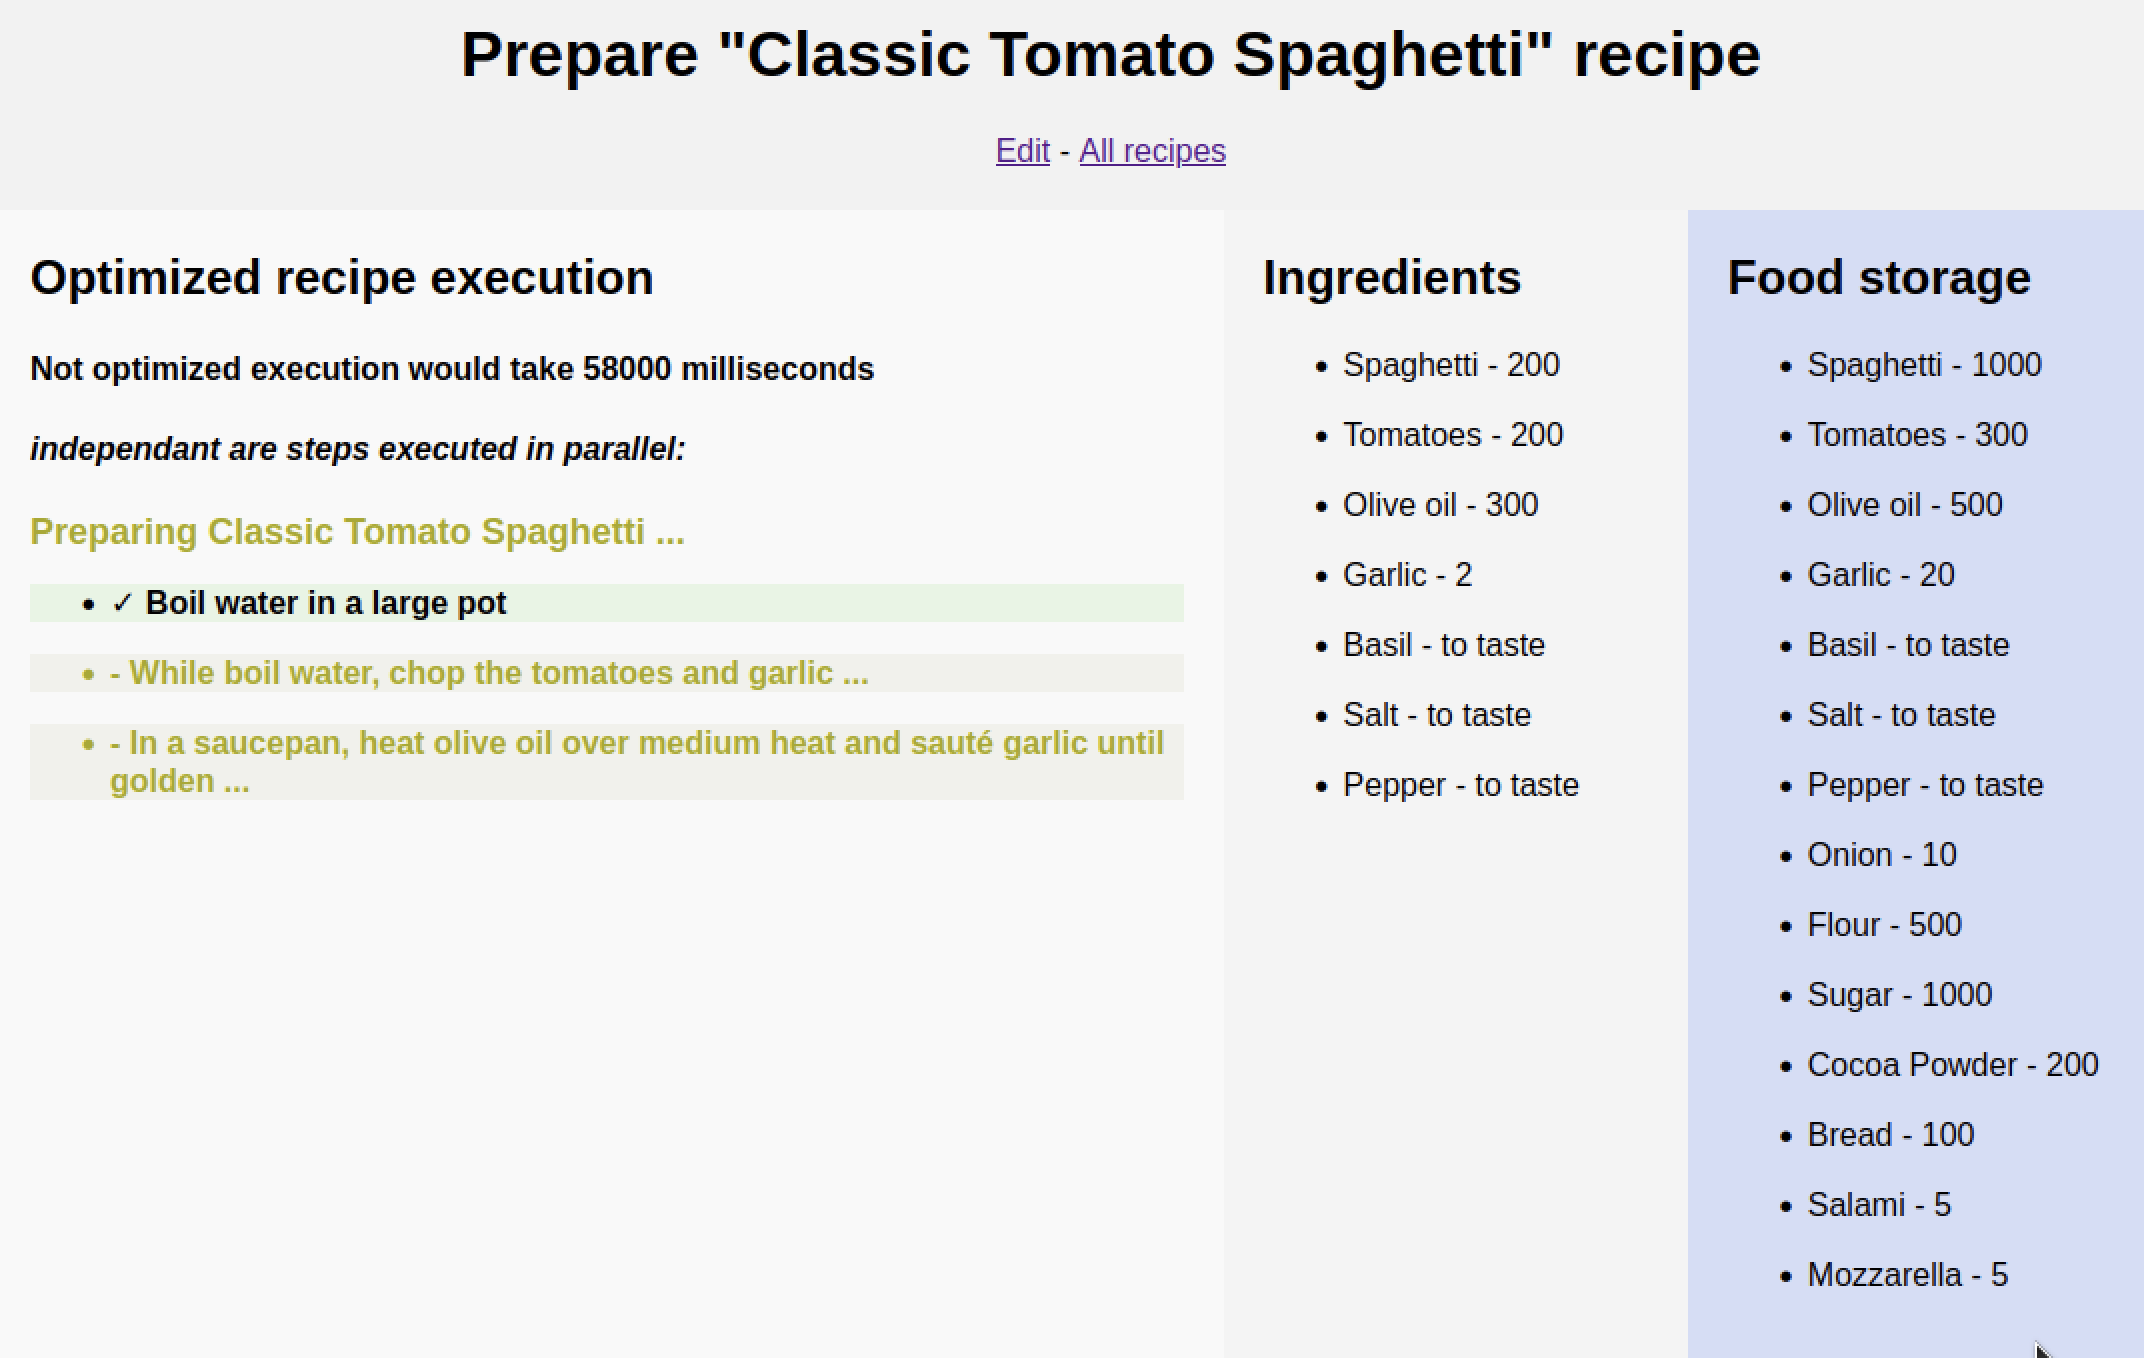 Prepare "Classic Tomato Spaghetti" recipe
Edit - All recipes
Optimized recipe execution
Not optimized execution would take 58000 milliseconds
independant are steps executed in parallel:
Preparing Classic Tomato Spaghetti ...
• ✓ Boil water in a large pot
• - While boil water, chop the tomatoes and garlic ...
• - In a saucepan, heat olive oil over medium heat and sauté garlic until
golden ...
Ingredients
• Spaghetti - 200
• Tomatoes - 200
• Olive oil - 300
• Garlic - 2
• Basil - to taste
• Salt - to taste
• Pepper - to taste
Food storage
• Spaghetti - 1000
• Tomatoes - 300
• Olive oil - 500
• Garlic - 20
• Basil - to taste
• Salt - to taste
• Pepper - to taste
• Onion - 10
• Flour - 500
• Sugar - 1000
• Cocoa Powder - 200
• Bread - 100
• Salami - 5
• Mozzarella - 5